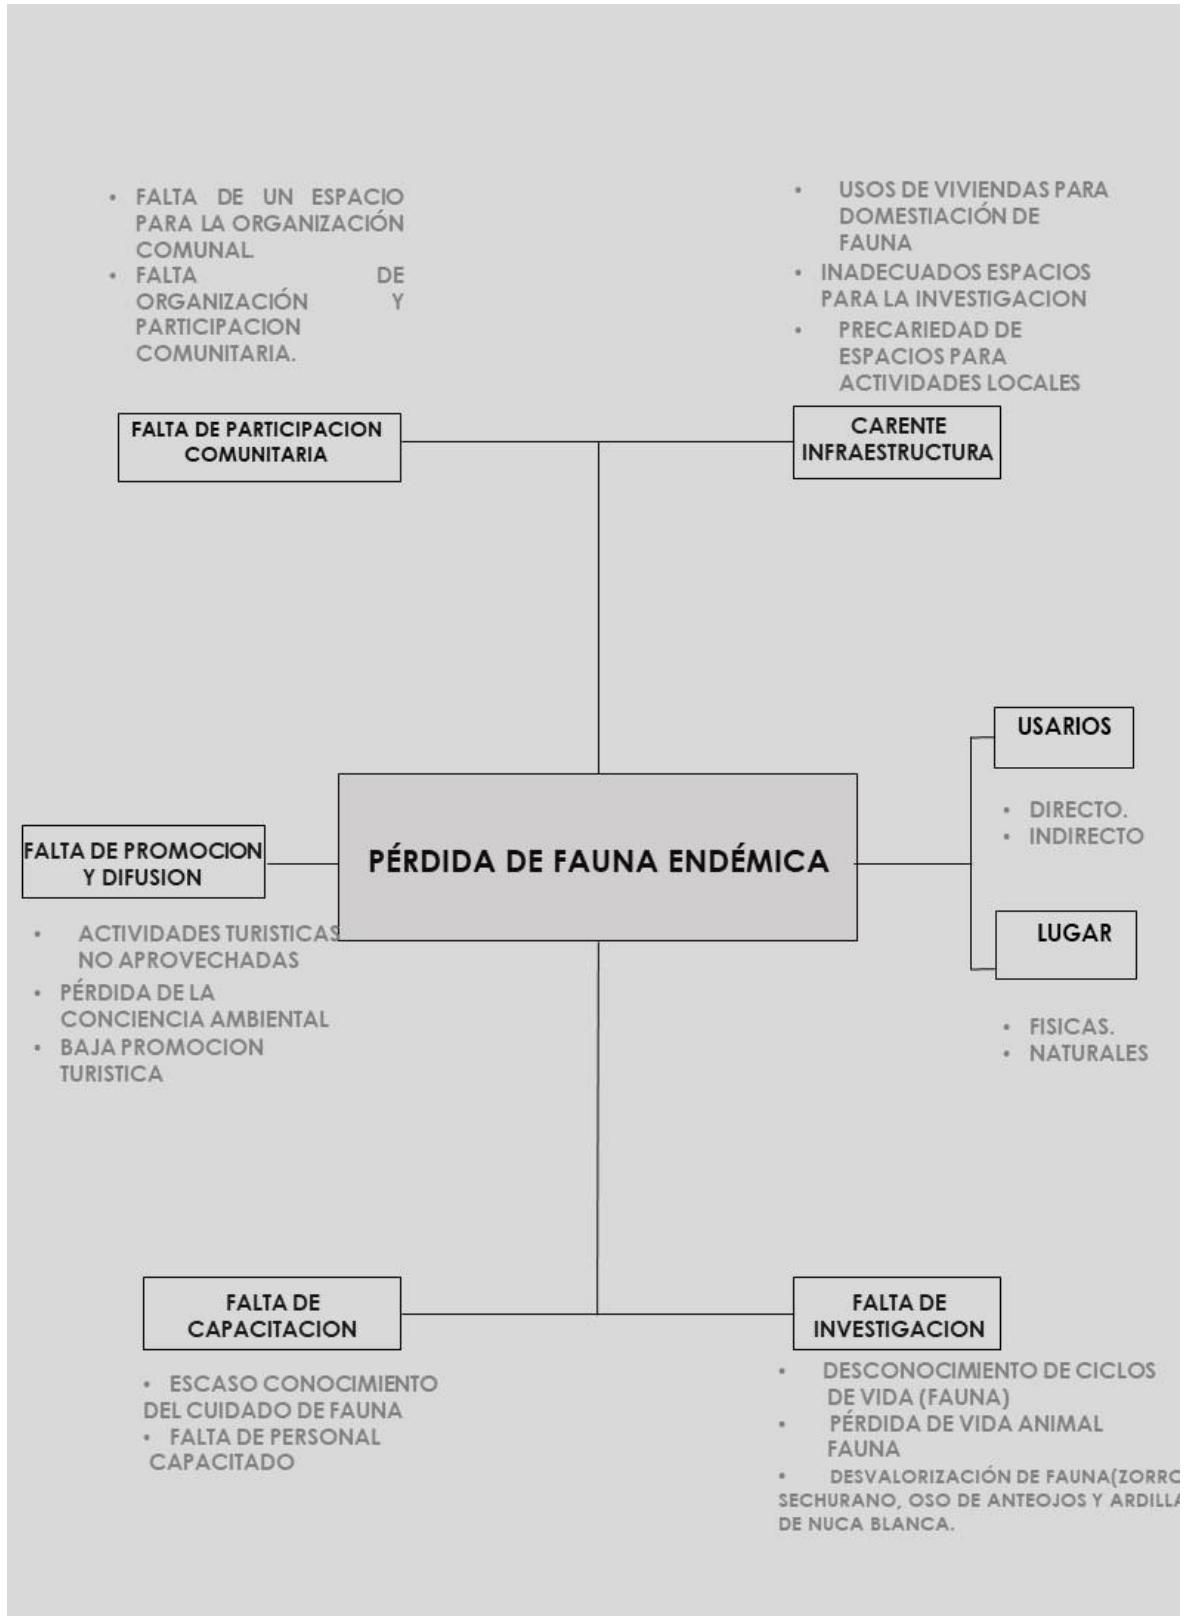 • FALTA DE UN ESPACIO
PARA LA ORGANIZACIÓN
COMUNAL.
• FALTA DE
ORGANIZACIÓN Y
PARTICIPACION
COMUNITARIA.
FALTA DE PARTICIPACION
COMUNITARIA
• USOS DE VIVIENDAS PARA
DOMESTIACIÓN DE
FAUNA
• INADECUADOS ESPACIOS
PARA LA INVESTIGACION
• PRECARIEDAD DE
ESPACIOS PARA
ACTIVIDADES LOCALES
CARENTE
INFRAESTRUCTURA
FALTA DE PROMOCION
Y DIFUSION
• ACTIVIDADES TURISTICAS
NO APROVECHADAS
• PÉRDIDA DE LA
CONCIENCIA AMBIENTAL
• BAJA PROMOCION
TURISTICA
PÉRDIDA DE FAUNA ENDÉMICA
USARIOS
• DIRECTO.
• INDIRECTO
LUGAR
• FISICAS.
• NATURALES
FALTA DE
CAPACITACION
• ESCASO CONOCIMIENTO
DEL CUIDADO DE FAUNA
• FALTA DE PERSONAL
CAPACITADO
FALTA DE
INVESTIGACION
• DESCONOCIMIENTO DE CICLOS
DE VIDA (FAUNA)
• PÉRDIDA DE VIDA ANIMAL
FAUNA
• DESVALORIZACIÓN DE FAUNA(ZORRO
SECHURANO, OSO DE ANTEOJOS Y ARDILLA
DE NUCA BLANCA.